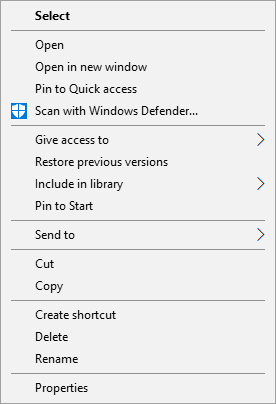 Select
Open
Open in new window
Pin to Quick access
Scan with Windows Defender...
Give access to
Restore previous versions
Include in library
Pin to Start
Send to
Cut
Copy
Create shortcut
Delete
Rename
Properties